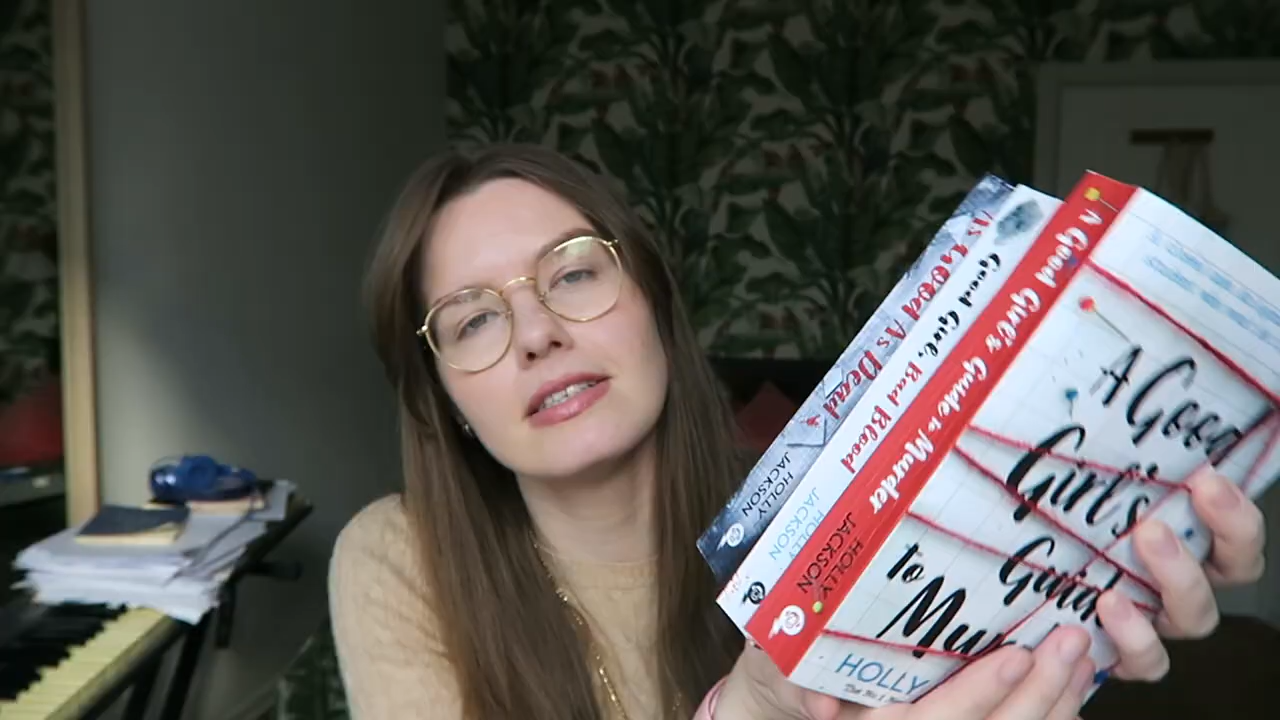 As Good As Dead
HOLLY
JACKSON
Good Girl, Bad Blood
HOLLY
JACKSON
A Good Girl's Guide to Murder
HOLLY
JACKSON
A Good
Girl's
Guide
to
HOLLY